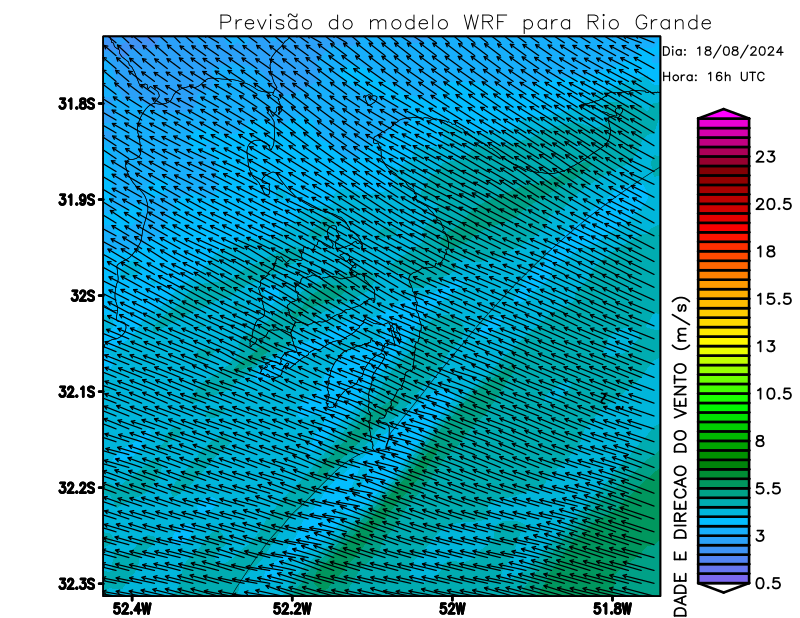 Previsão do modelo WRF para Rio Grande
Dia: 18/08/2024
Hora: 16h UTC
31.8S
31.9S
32S
32.1S
32.2S
32.3S
52.4W
52.2W
52W
51.8W
23
20.5
18
15.5
13
10.5
8
5.5
3
0.5
DADE E DIRECAO DO VENTO (m/s)